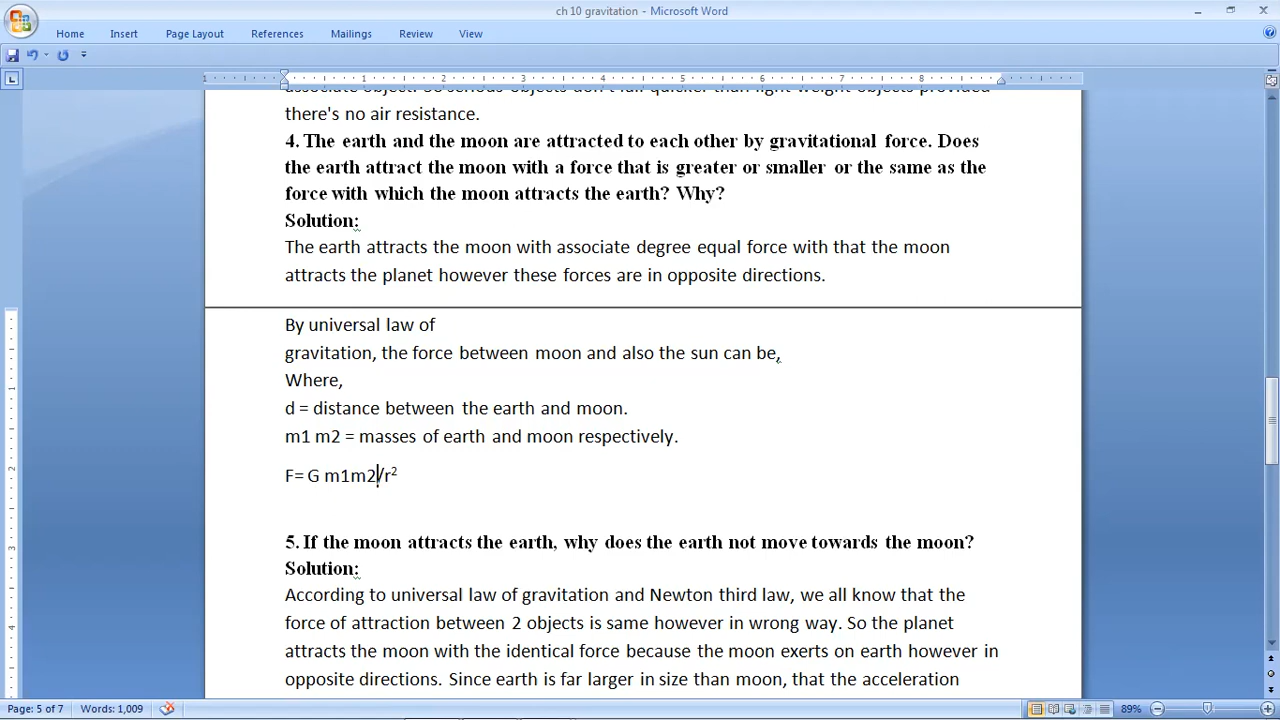 ch 10 gravitation - Microsoft Word
Home Insert Page Layout References Mailings Review View
1 1 2 3 4 5 6 7 8
there's no air resistance.
4. The earth and the moon are attracted to each other by gravitational force. Does
the earth attract the moon with a force that is greater or smaller or the same as the
force with which the moon attracts the earth? Why?
Solution:
The earth attracts the moon with associate degree equal force with that the moon
attracts the planet however these forces are in opposite directions.
By universal law of
gravitation, the force between moon and also the sun can be,
Where,
d = distance between the earth and moon.
m1 m2 = masses of earth and moon respectively.
F= G m1m2/r²
5. If the moon attracts the earth, why does the earth not move towards the moon?
Solution:
According to universal law of gravitation and Newton third law, we all know that the
force of attraction between 2 objects is same however in wrong way. So the planet
attracts the moon with the identical force because the moon exerts on earth however in
opposite directions. Since earth is far larger in size than moon, that the acceleration
Page: 5 of 7 Words: 1,009 89%